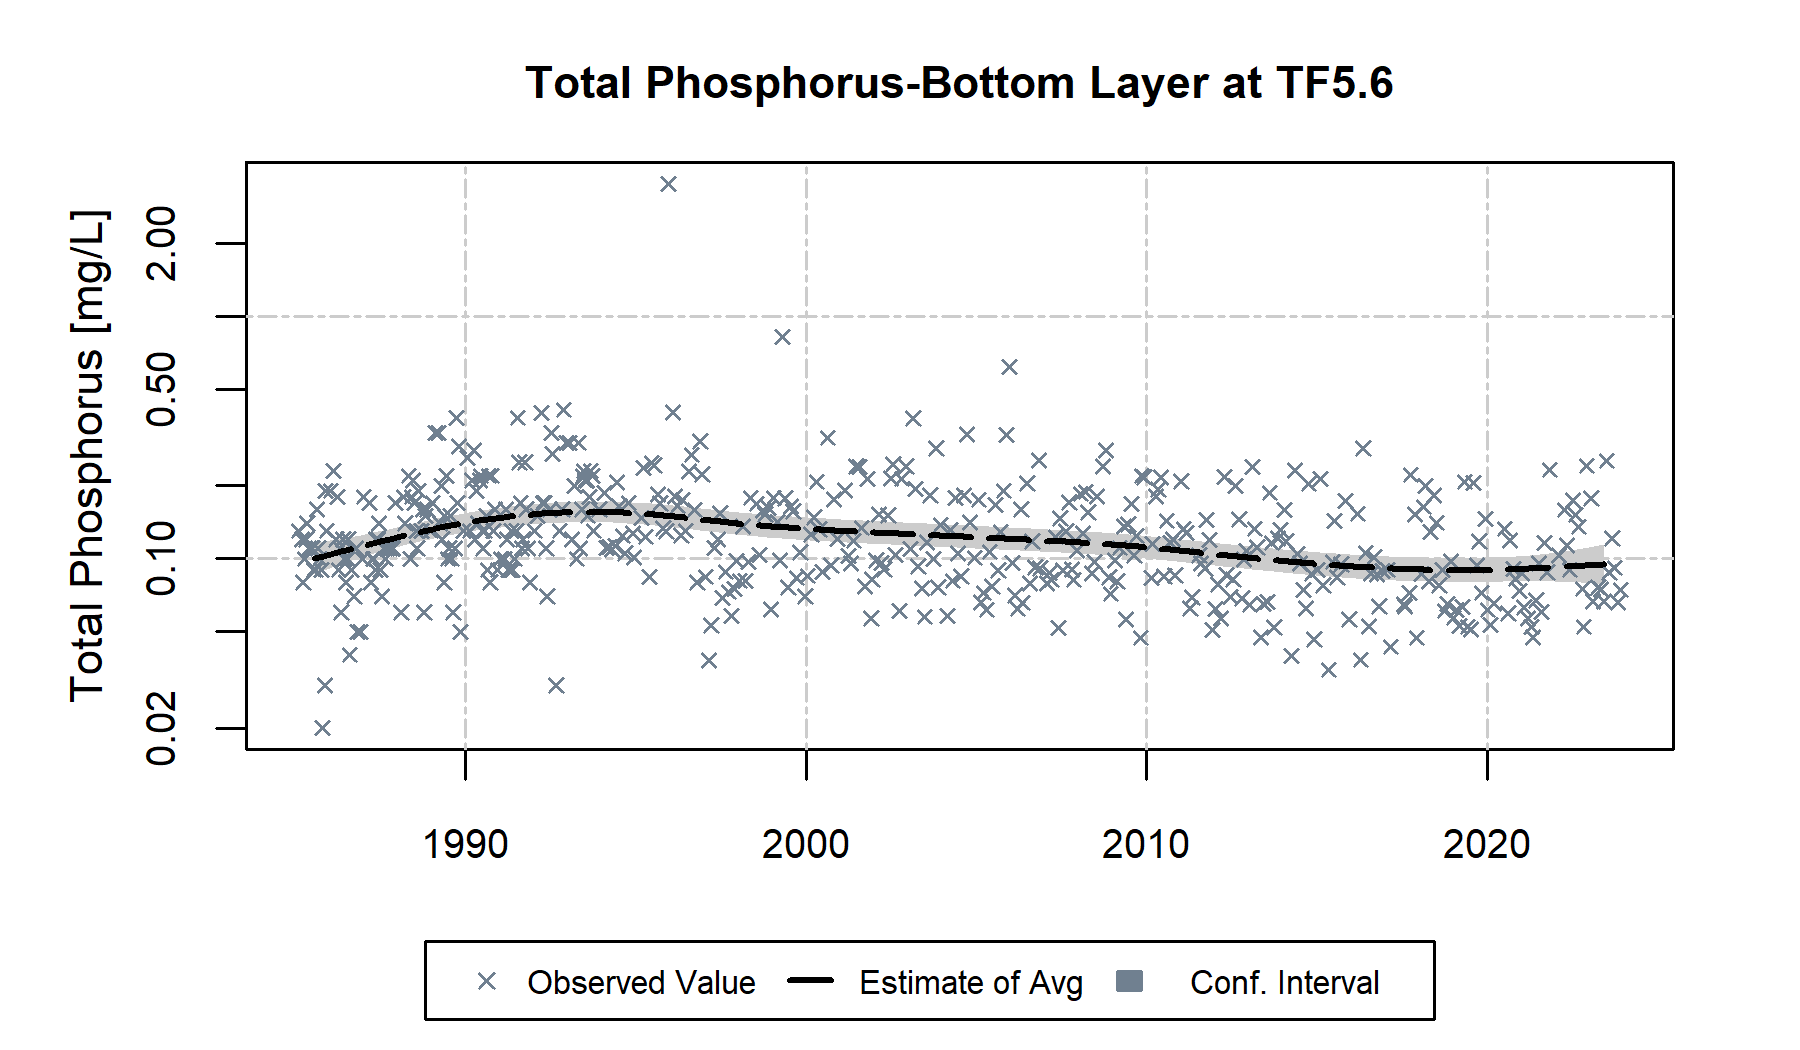 Total Phosphorus-Bottom Layer at TF5.6
Total Phosphorus [mg/L]
2.00
0.50
0.10
0.02
1990 2000 2010 2020
Observed Value Estimate of Avg Conf. Interval